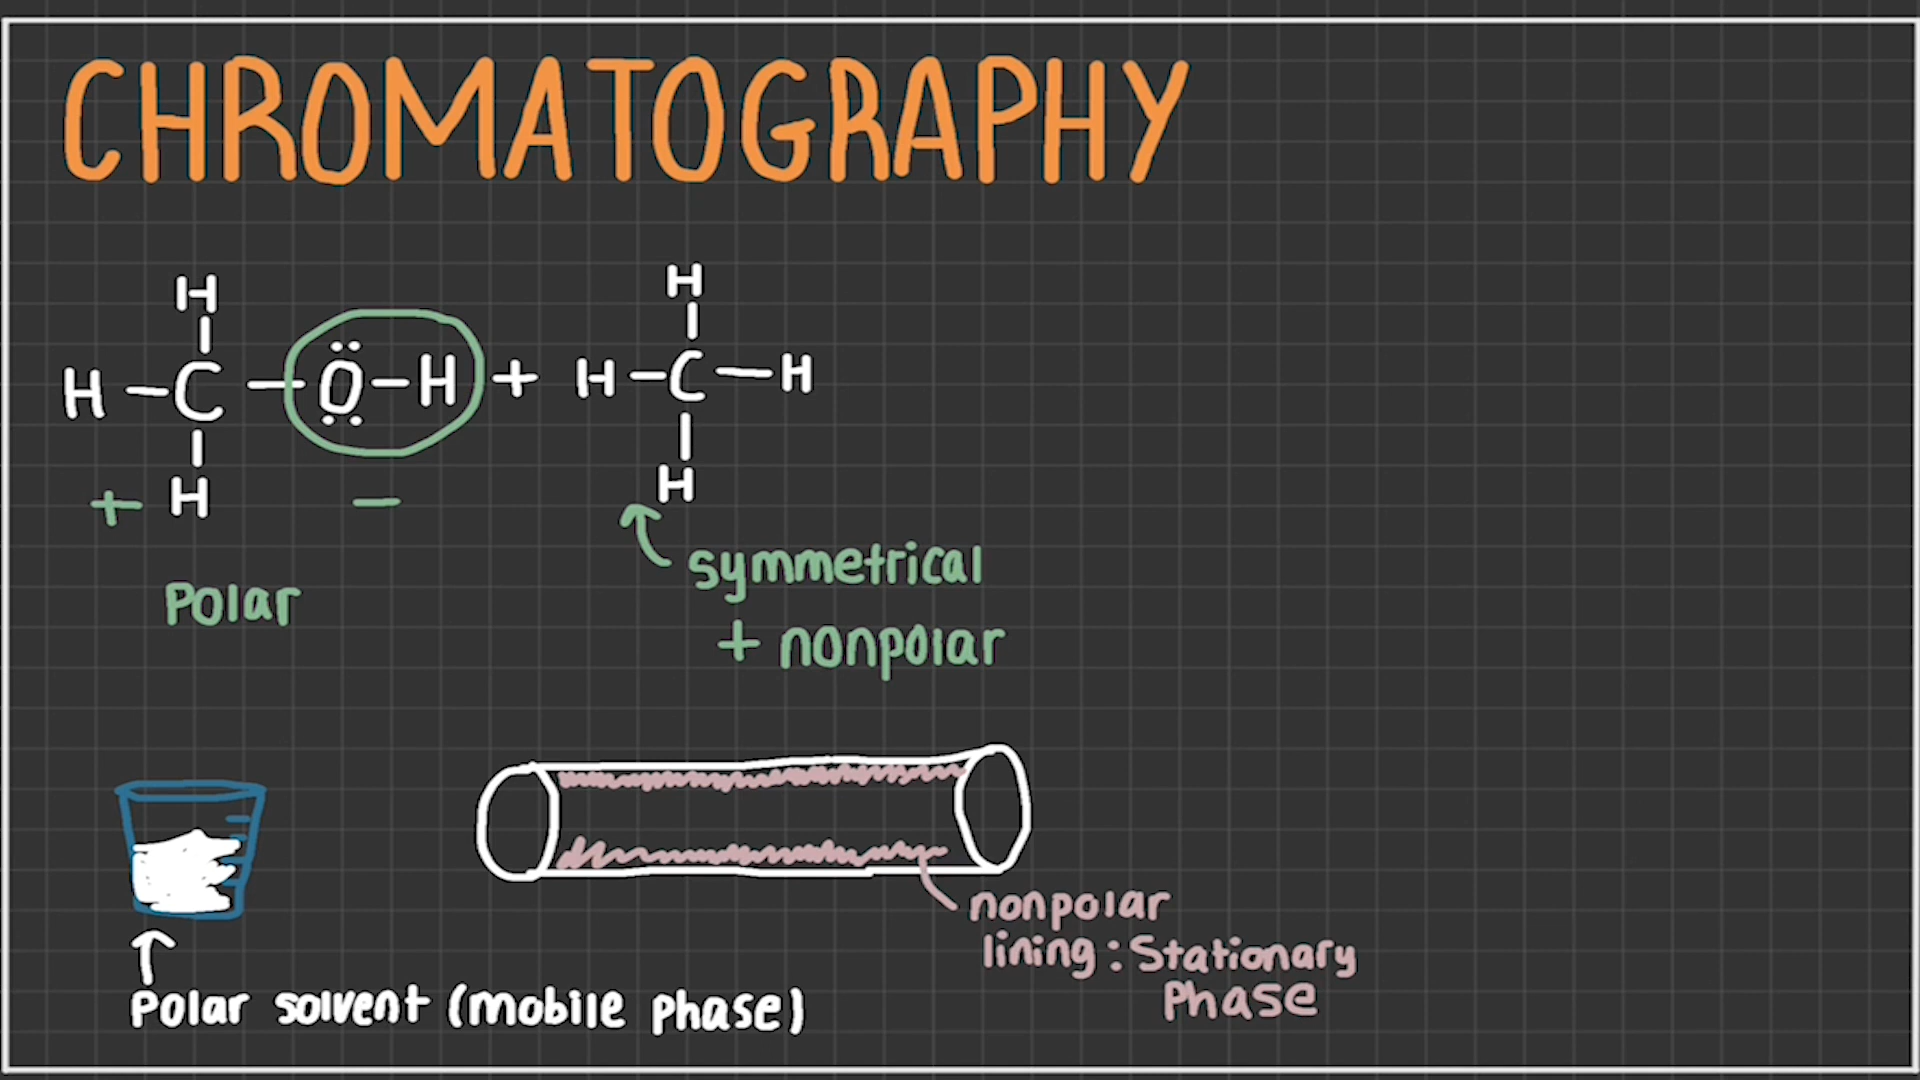 CHROMATOGRAPHY
H H
H-C-Ö-H + H-C-H
+ H - H
Polar
symmetrical
+ nonpolar
nonpolar
lining: Stationary
Phase
Polar solvent (mobile phase)